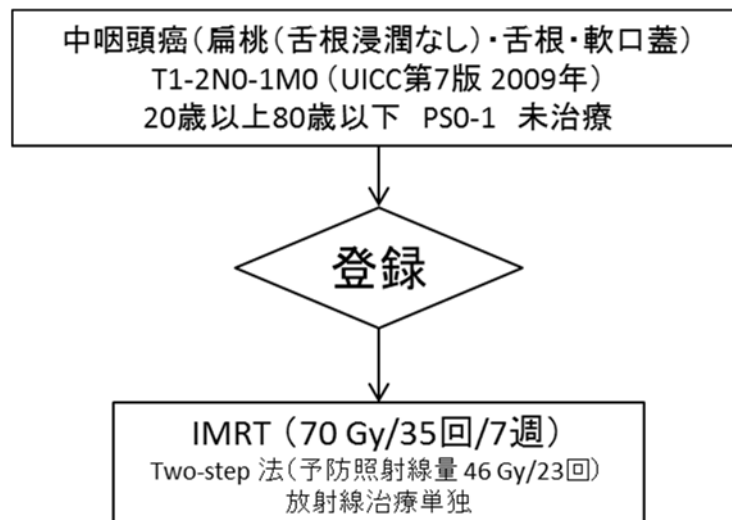 中咽頭癌（扁桃（舌根浸潤なし）・舌根・軟口蓋）
T1-2N0-1M0（UICC第7版 2009年）
20歳以上80歳以下　PS0-1　未治療
登録
IMRT（70 Gy/35回/7週）
Two-step 法（予防照射線量 46 Gy/23回）
放射線治療単独